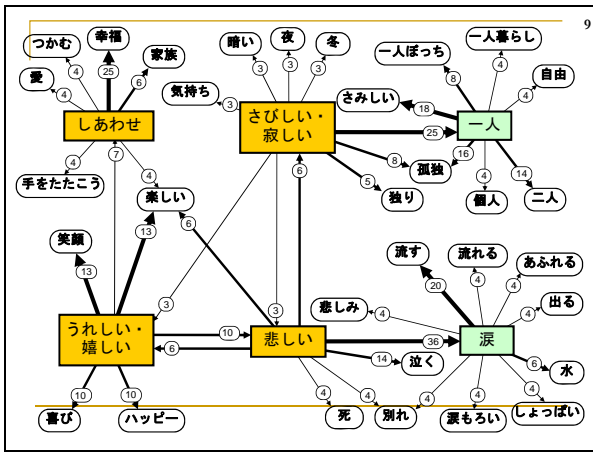 9
つかむ
幸福
家族
愛
25
4
6
4
しあわせ
4
7
4
手をたたこう
楽しい
暗い
夜
冬
気持ち
3
3
3
3
さびしい・
寂しい
25
8
5
孤独
独り
6
3
3
一人ぼっち
一人暮らし
自由
さみしい
8
4
4
18
一人
16
4
14
個人
二人
笑顔
13
13
6
うれしい・
嬉しい
10
6
10
10
喜び
ハッピー
悲しい
悲しみ
4
36
14
泣く
4
4
死
別れ
流す
流れる
あふれる
出る
20
4
4
4
涙
6
水
4
4
4
涙もろい
しょっぱい